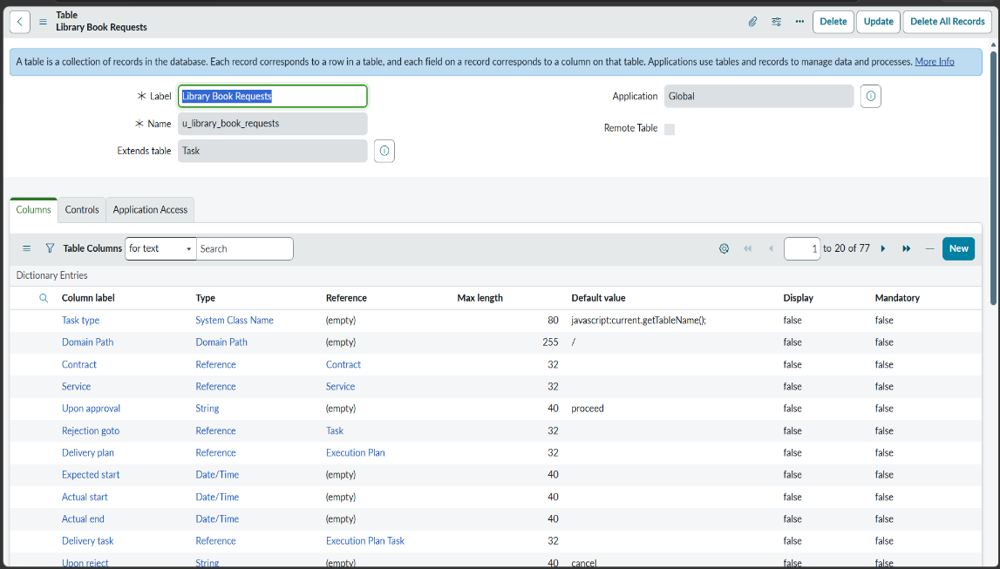 Table
Library Book Requests
Delete Update Delete All Records
A table is a collection of records in the database. Each record corresponds to a row in a table, and each field on a record corresponds to a column on that table. Applications use tables and records to manage data and processes. More Info
Label Library Book Requests Application Global
Name u_library_book_requests Remote Table
Extends table Task
Columns Controls Application Access
Table Columns for text Search 1 to 20 of 77 New
Dictionary Entries
Column label Type Reference Max length Default value Display Mandatory
Task type System Class Name (empty) 80 javascript:current.getTableName(); false false
Domain Path Domain Path (empty) 255 / false false
Contract Reference Contract 32 false false
Service Reference Service 32 false false
Upon approval String (empty) 40 proceed false false
Rejection goto Reference Task 32 false false
Delivery plan Reference Execution Plan 32 false false
Expected start Date/Time (empty) 40 false false
Actual start Date/Time (empty) 40 false false
Actual end Date/Time (empty) 40 false false
Delivery task Reference Execution Plan Task 32 false false
Upon reject String (empty) 40 cancel false false